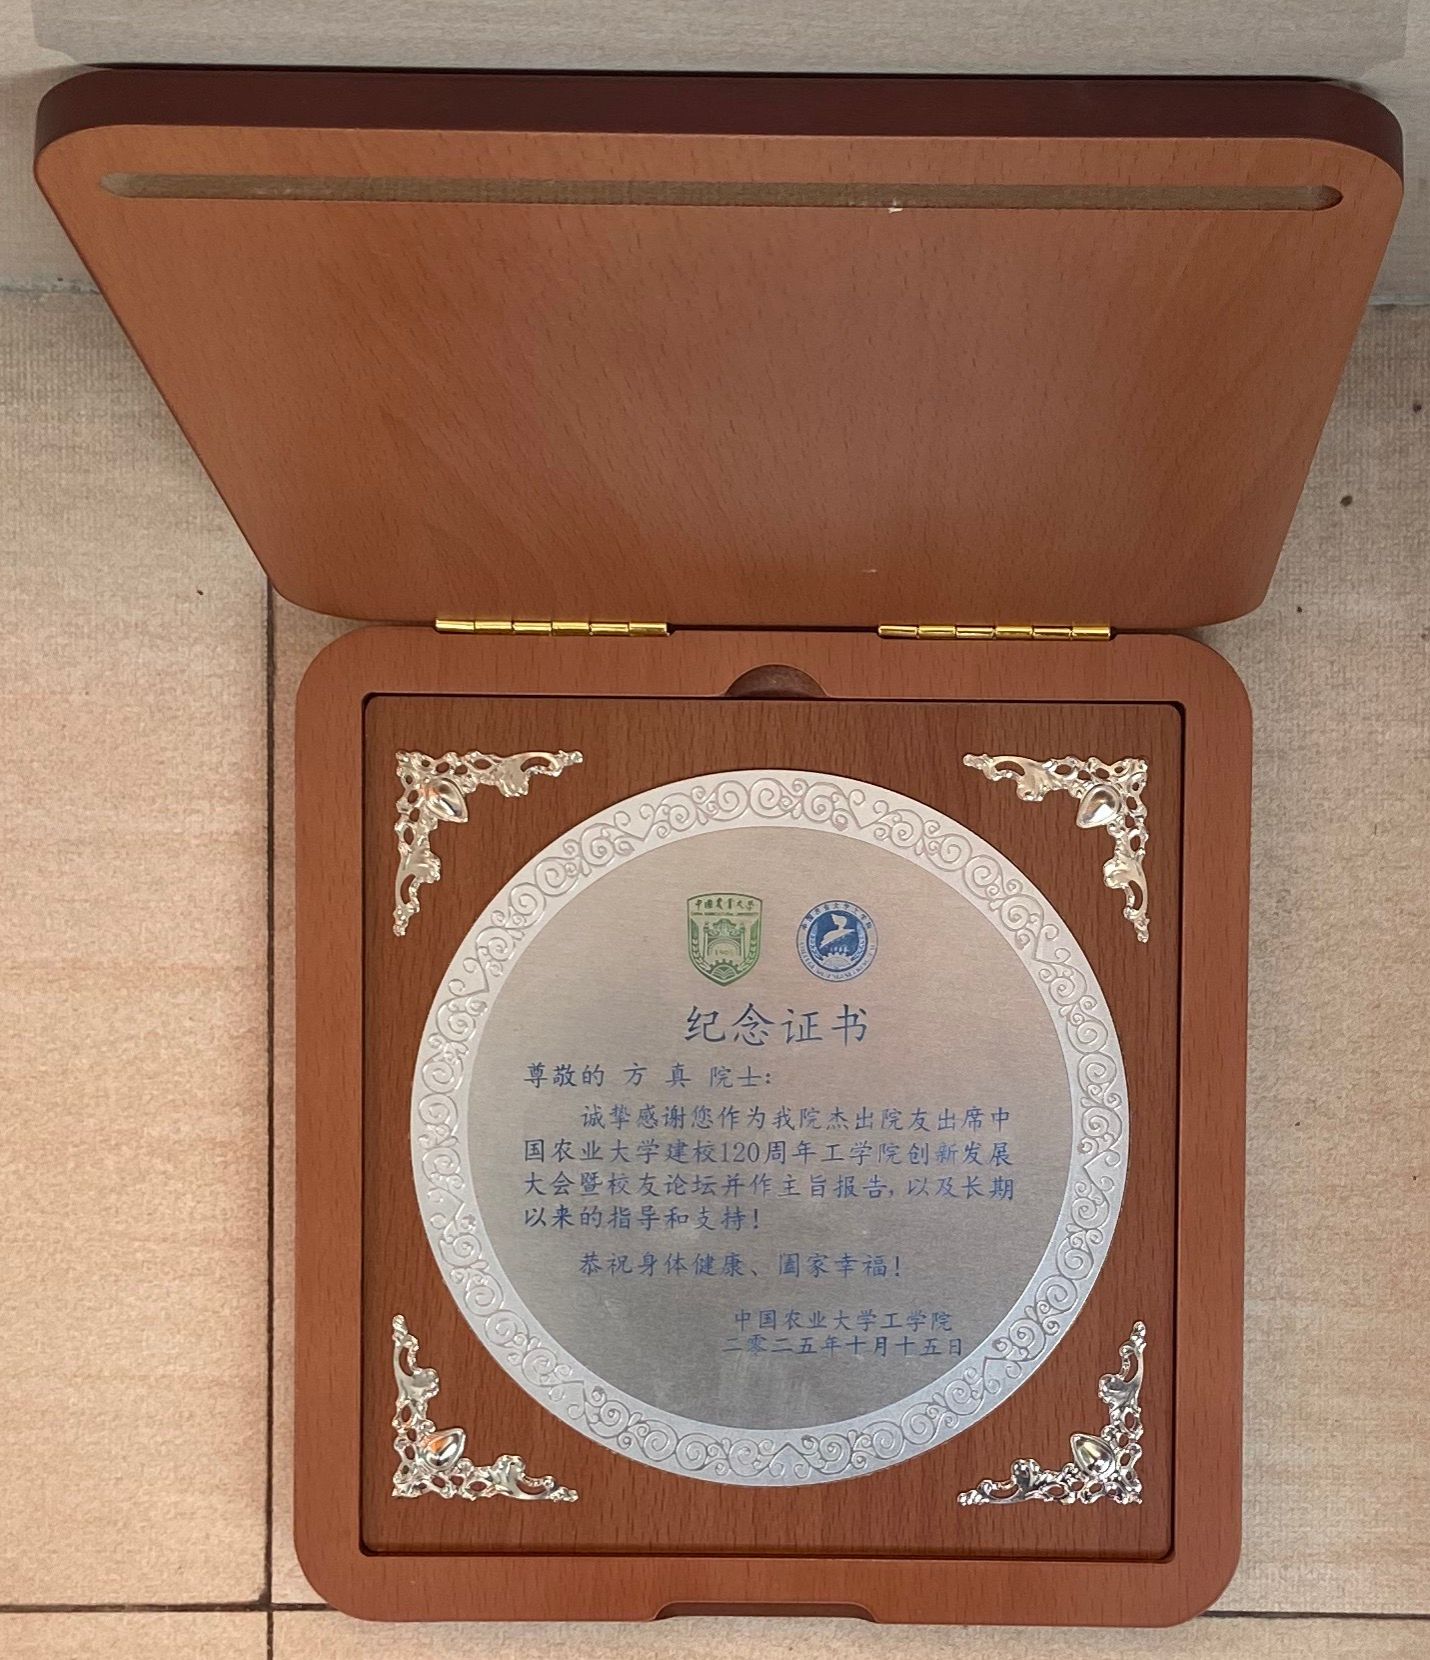 中国农业大学
CHINA AGRICULTURAL UNIVERSITY
1905
纪念证书
尊敬的 方 真 院士：
诚挚感谢您作为我院杰出院友出席中
国农业大学建校120周年工学院创新发展
大会暨校友论坛并作主旨报告，以及长期
以来的指导和支持！
恭祝身体健康、阖家幸福！
中国农业大学工学院
二零二五年十月十五日